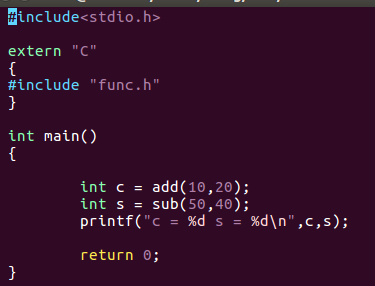 #include<stdio.h>
extern "C"
{
#include "func.h"
}
int main()
{
int c = add(10,20);
int s = sub(50,40);
printf("c = %d s = %d\n",c,s);
return 0;
}